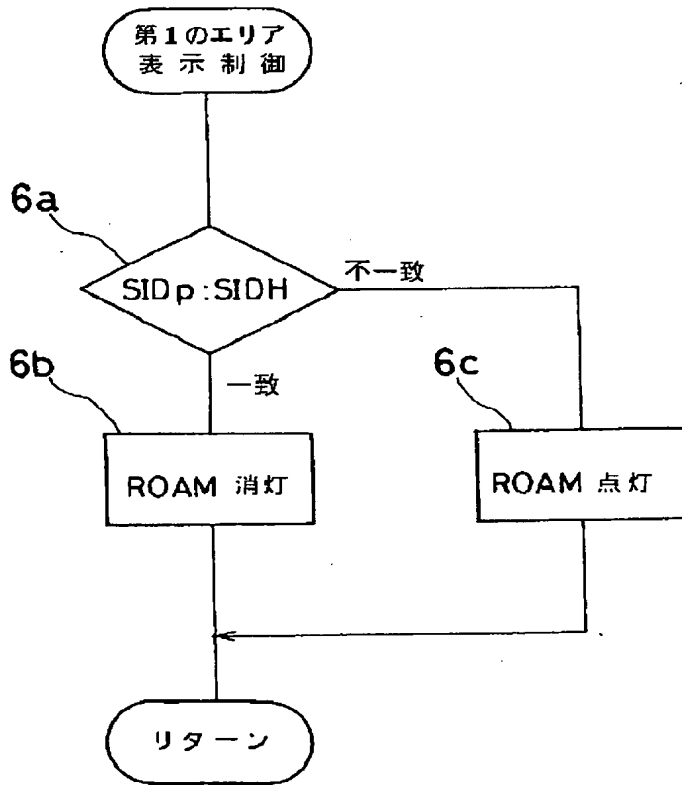 第1のエリア
表示制御
6a
SIDp:SIDH
不一致
6b
一致
6c
ROAM 消灯
ROAM 点灯
リターン